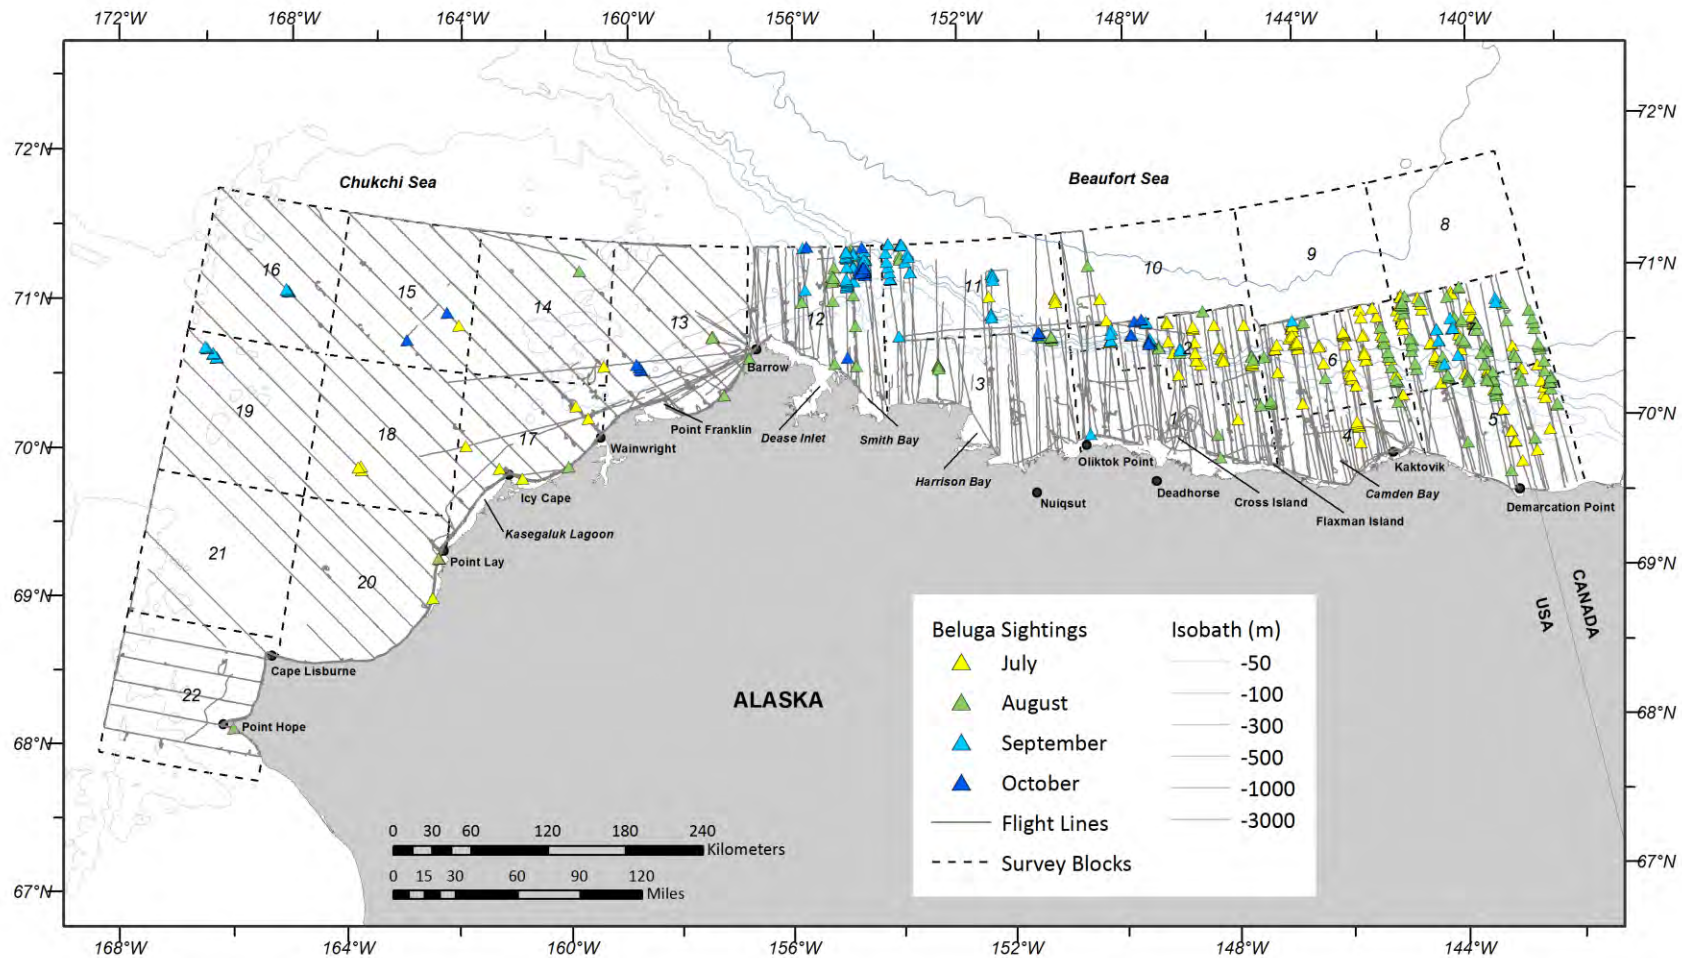 172°W 168°W 164°W 160°W 156°W 152°W 148°W 144°W 140°W
72°N
72°N
71°N
71°N
70°N
70°N
69°N
69°N
68°N
68°N
67°N
67°N
Chukchi Sea
Beaufort Sea
16
15
14
13
12
11
10
9
8
19
18
17
3
2
1
6
4
7
5
21
20
22
Barrow
Point Franklin
Wainwright
Dease Inlet
Smith Bay
Harrison Bay
Oliktok Point
Nuiqsut
Deadhorse
Cross Island
Flaxman Island
Camden Bay
Kaktovik
Demarcation Point
Icy Cape
Kasegaluk Lagoon
Point Lay
Cape Lisburne
Point Hope
ALASKA
USA
CANADA
Beluga Sightings
July
August
September
October
Flight Lines
Survey Blocks
Isobath (m)
-50
-100
-300
-500
-1000
-3000
0 30 60 120 180 240
Kilometers
0 15 30 60 90 120
Miles
168°W 164°W 162°W 160°W 156°W 152°W 148°W 144°W